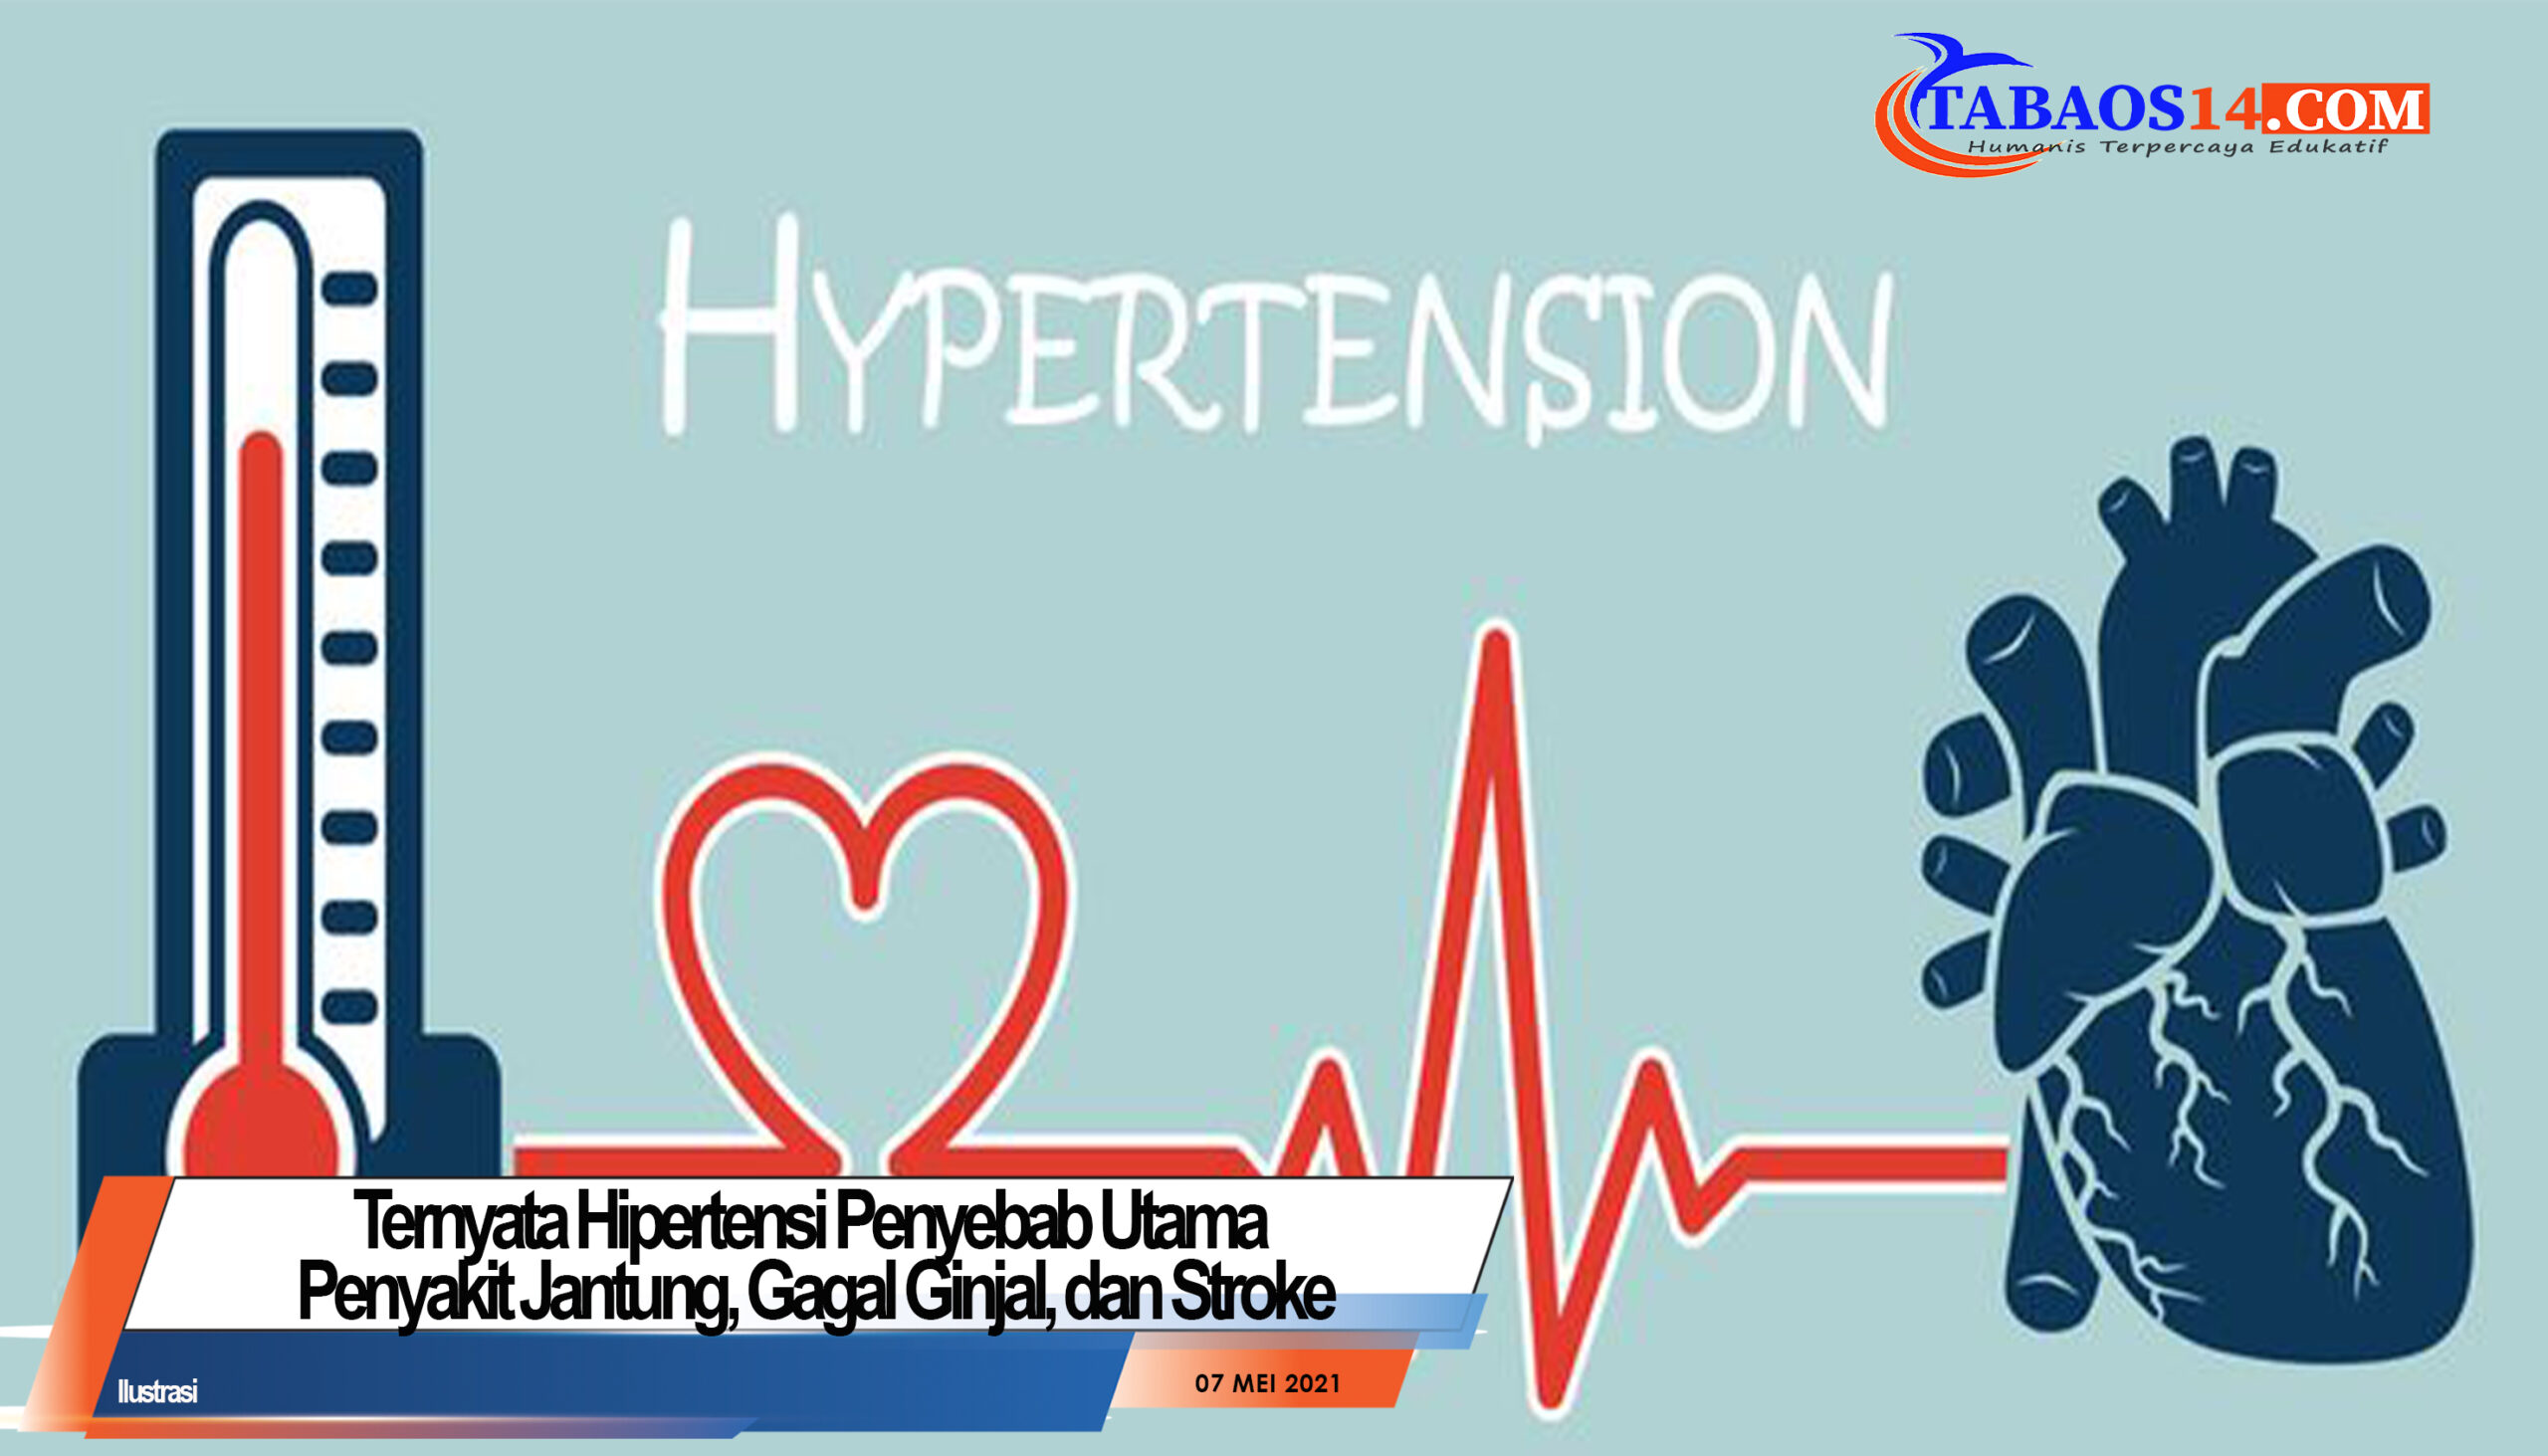 TABAOS14.COM
Humanis Terpercaya Edukatif
HYPERTENSION
Ternyata Hipertensi Penyebab Utama
Penyakit Jantung, Gagal Ginjal, dan Stroke
Ilustrasi
07 MEI 2021